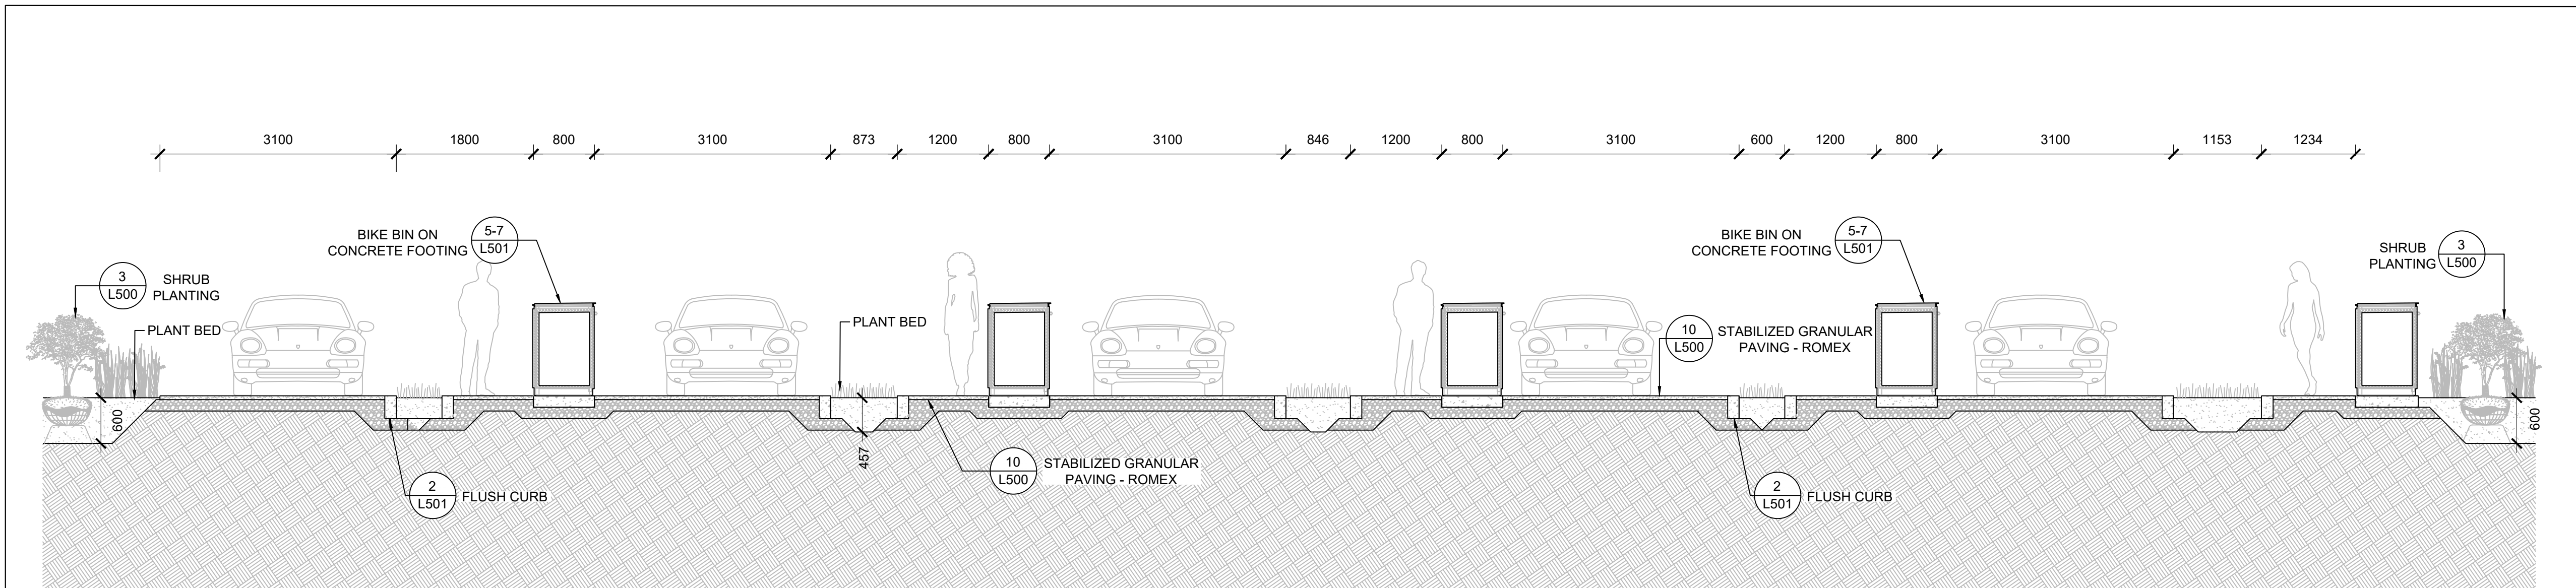 3100 1800 800 3100 873 1200 800 3100 846 1200 800 3100 600 1200 800 3100 1153 1234
BIKE BIN ON
CONCRETE FOOTING
5-7
L501
BIKE BIN ON
CONCRETE FOOTING
5-7
L501
3
L500
SHRUB
PLANTING
SHRUB
PLANTING
3
L500
PLANT BED
PLANT BED
10
L500
STABILIZED GRANULAR
PAVING - ROMEX
600
457
600
10
L500
STABILIZED GRANULAR
PAVING - ROMEX
2
L501
FLUSH CURB
2
L501
FLUSH CURB